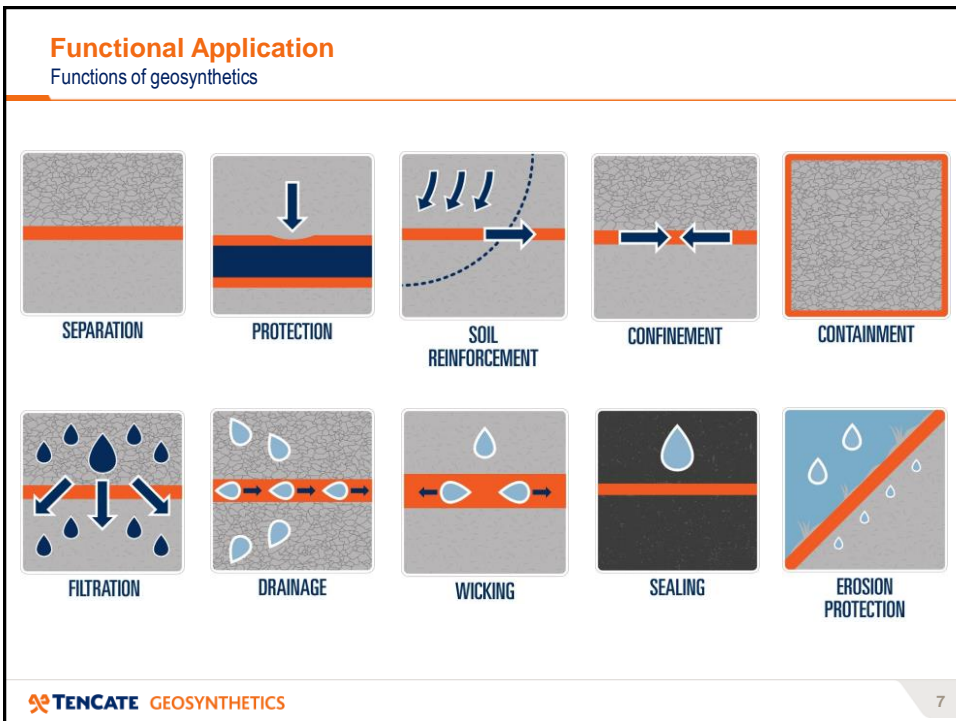 Functional Application
Functions of geosynthetics
SEPARATION
PROTECTION
SOIL
REINFORCEMENT
CONFINEMENT
CONTAINMENT
FILTRATION
DRAINAGE
WICKING
SEALING
EROSION
PROTECTION
TENCATE GEOSYNTHETICS
7